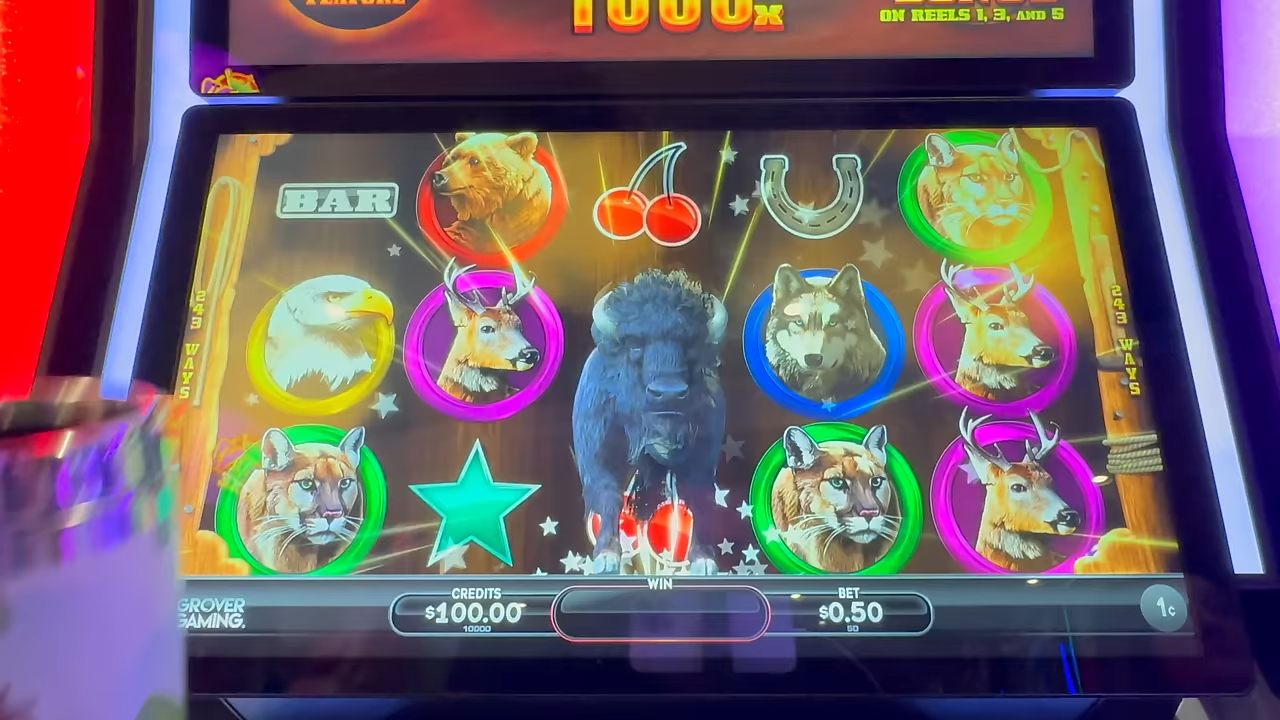 FEATURE
1000x
ON REELS 1, 3, AND 5
BAR
243 WAYS
243 WAYS
WIN
CREDITS
$100.00
10000
BET
$0.50
50
GROVER
GAMING.
1¢